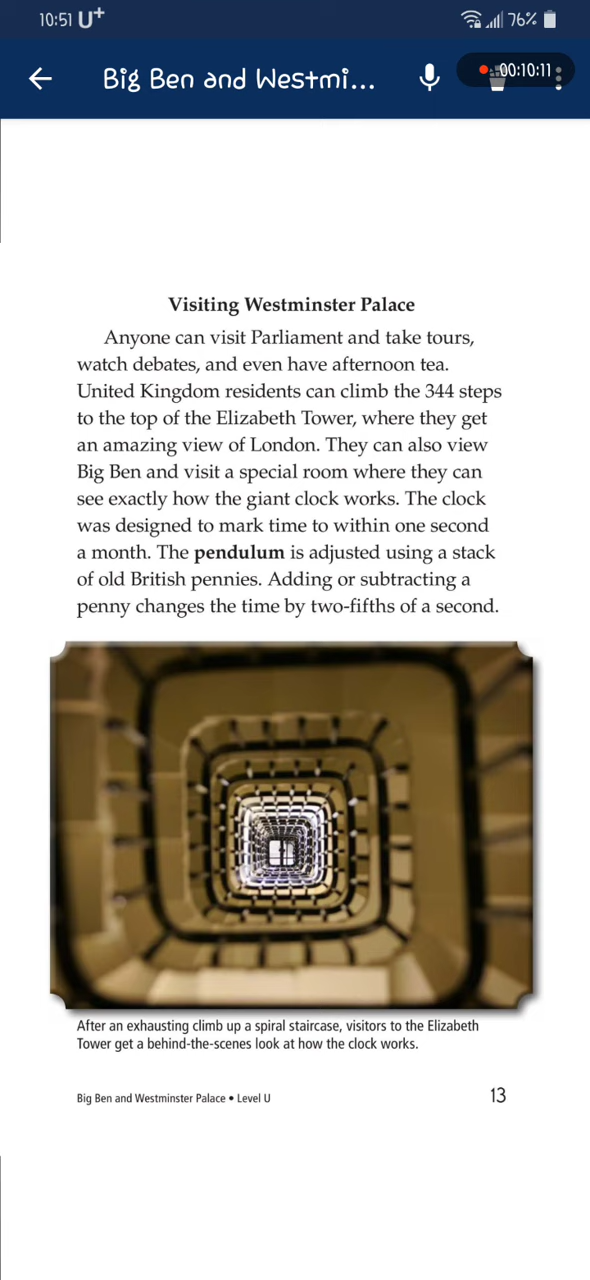 10:51 U+ 76%
Big Ben and Westmi...
00:10:11
Visiting Westminster Palace
Anyone can visit Parliament and take tours,
watch debates, and even have afternoon tea.
United Kingdom residents can climb the 344 steps
to the top of the Elizabeth Tower, where they get
an amazing view of London. They can also view
Big Ben and visit a special room where they can
see exactly how the giant clock works. The clock
was designed to mark time to within one second
a month. The pendulum is adjusted using a stack
of old British pennies. Adding or subtracting a
penny changes the time by two-fifths of a second.
After an exhausting climb up a spiral staircase, visitors to the Elizabeth
Tower get a behind-the-scenes look at how the clock works.
Big Ben and Westminster Palace • Level U 13